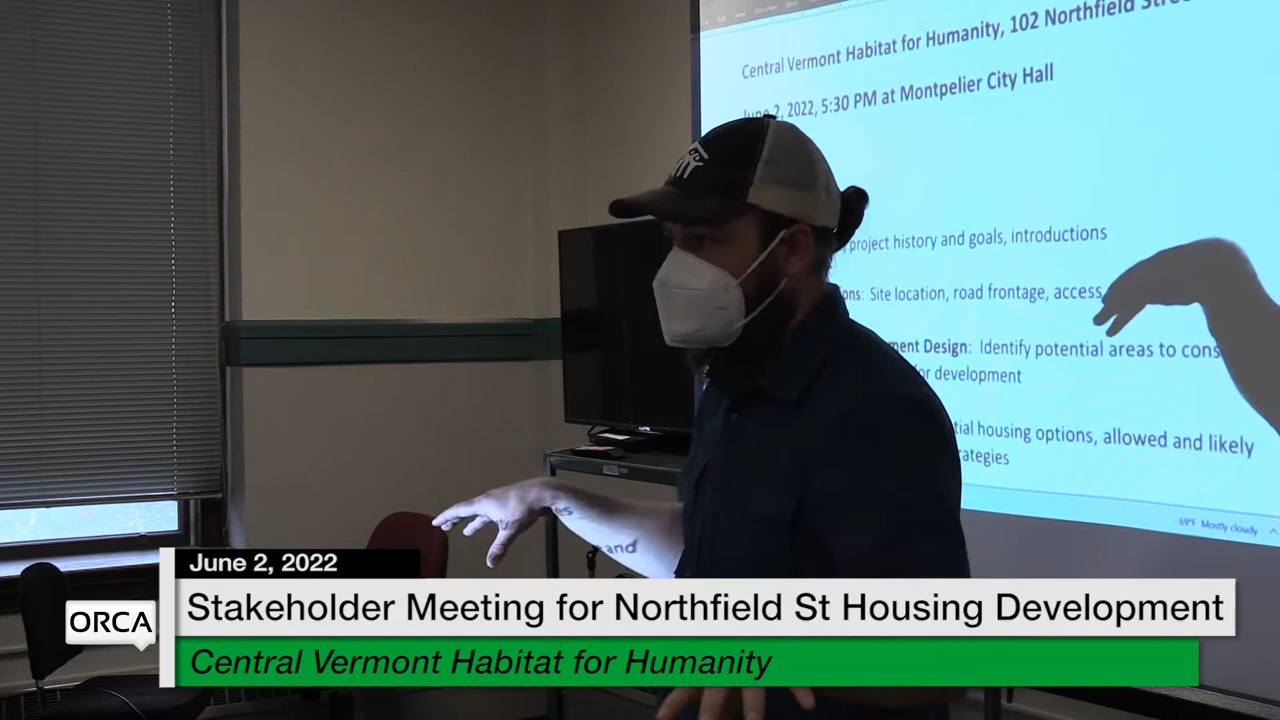 Central Vermont Habitat for Humanity, 102 Northfield Street
June 2, 2022, 5:30 PM at Montpelier City Hall
project history and goals, introductions
ons: Site location, road frontage, access
ment Design: Identify potential areas to cons
or development
tial housing options, allowed and likely
rategies
69°F Mostly cloudy
es
and
June 2, 2022
ORCA
Stakeholder Meeting for Northfield St Housing Development
Central Vermont Habitat for Humanity